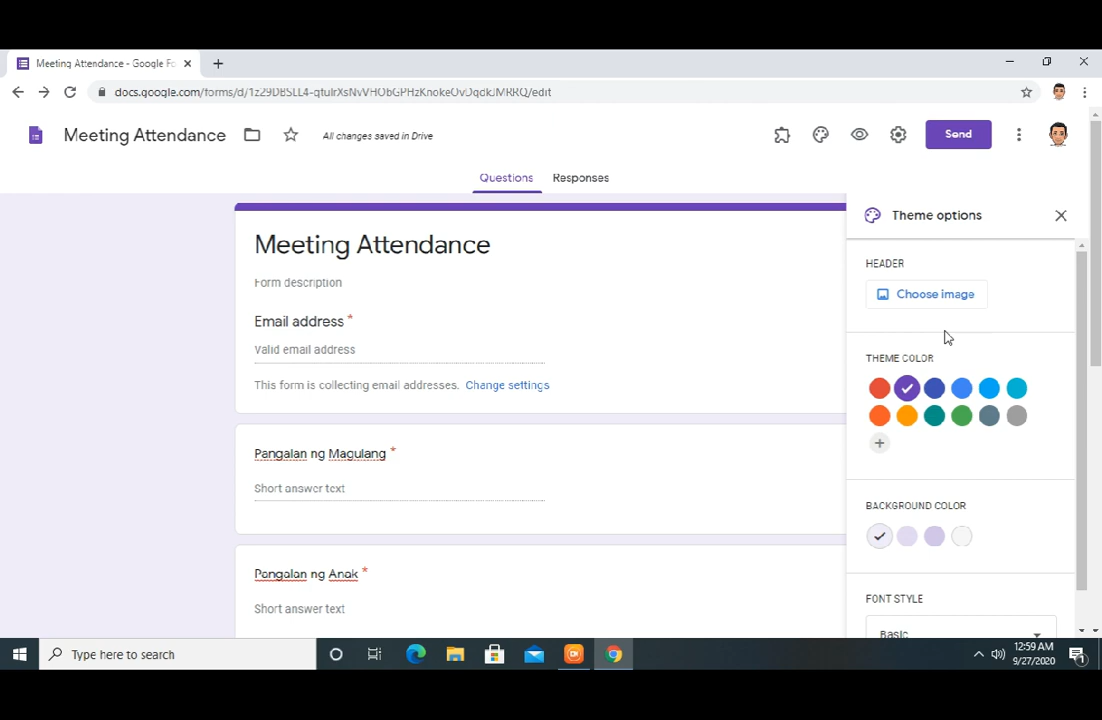 Meeting Attendance - Google Fo
docs.google.com/forms/d/
Meeting Attendance
All changes saved in Drive
Send
Questions
Responses
Theme options
Meeting Attendance
Form description
HEADER
Choose image
Email address *
Valid email address
THEME COLOR
This form is collecting email addresses. Change settings
Pangalan ng Magulang *
Short answer text
BACKGROUND COLOR
Pangalan ng Anak *
Short answer text
FONT STYLE
Basic
Type here to search
12:59 AM
9/27/2020
1